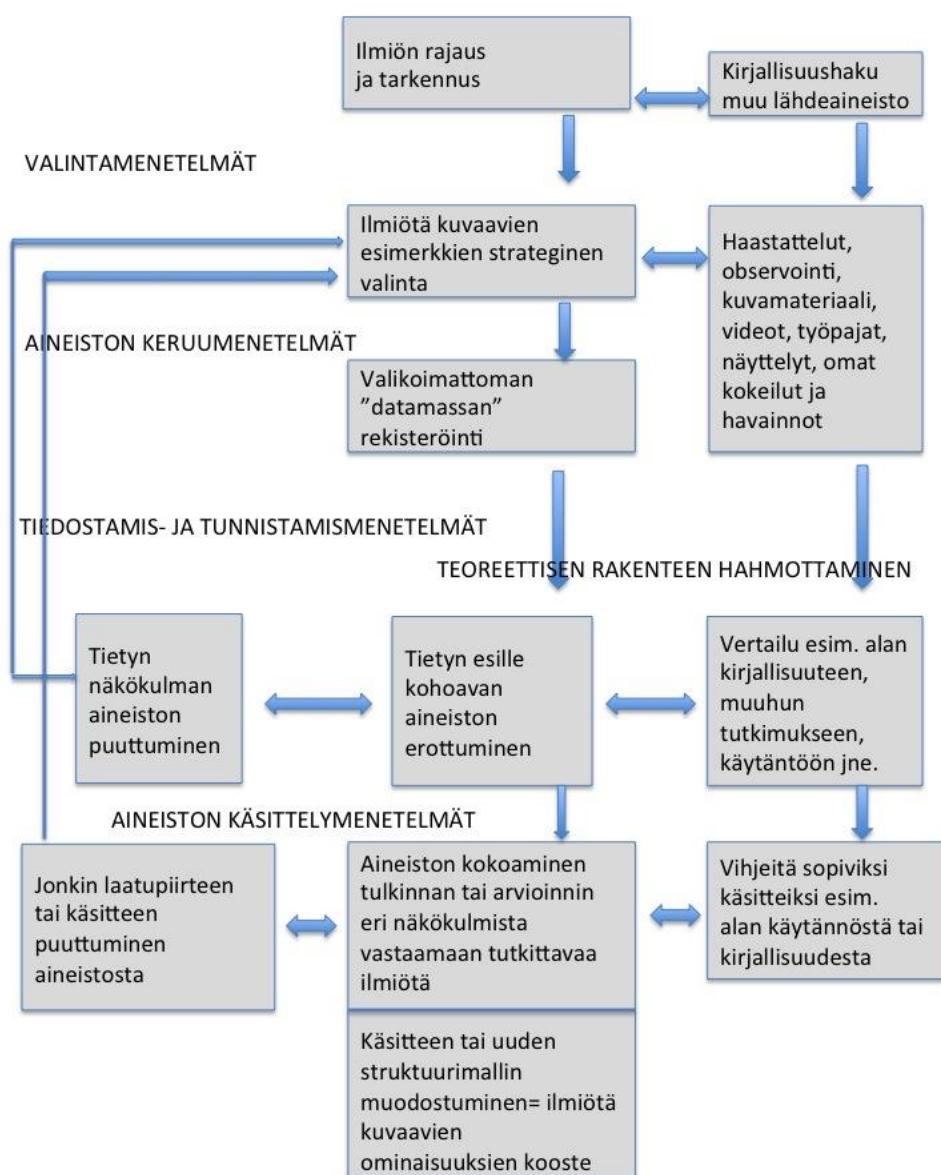 Ilmiön rajaus
ja tarkennus
Kirjallisuushaku
muu lähdeaineisto
VALINTAMENETELMÄT
Ilmiötä kuvaavien
esimerkkien strateginen
valinta
Haastattelut,
observointi,
kuvamateriaali,
videot, työpajat,
näyttelyt, omat
kokeilut ja
havainnot
AINEISTON KERUUMENETELMÄT
Valikoimattoman
”datamassan”
rekisteröinti
TIEDOSTAMIS- JA TUNNISTAMISMENETELMÄT
TEOREETTISEN RAKENTEEN HAHMOTTAMINEN
Tietyn
näkökulman
aineiston
puuttuminen
Tietyn esille
kohoavan
aineiston
erottuminen
Vertailu esim. alan
kirjallisuuteen,
muuhun
tutkimukseen,
käytäntöön jne.
AINEISTON KÄSITTELYMENETELMÄT
Jonkin laatupiirteen
tai käsitteen
puuttuminen
aineistosta
Aineiston kokoaminen
tulkinnan tai arvioinnin
eri näkökulmista
vastaamaan tutkittavaa
ilmiötä
Vihjeitä sopiviksi
käsitteiksi esim.
alan käytännöstä tai
kirjallisuudesta
Käsitteen tai uuden
struktuurimallin
muodostuminen= ilmiötä
kuvaavien
ominaisuuksien kooste